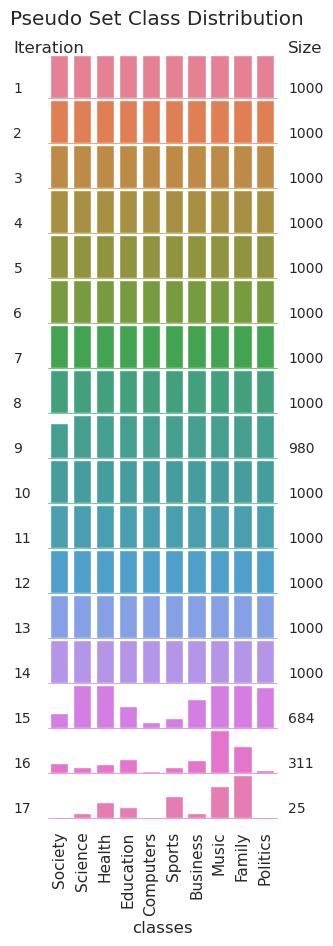 Pseudo Set Class Distribution
Iteration Size
1 1000
2 1000
3 1000
4 1000
5 1000
6 1000
7 1000
8 1000
9 980
10 1000
11 1000
12 1000
13 1000
14 1000
15 684
16 311
17 25
Society
Science
Health
Education
Computers
Sports
Business
Music
Family
Politics
classes